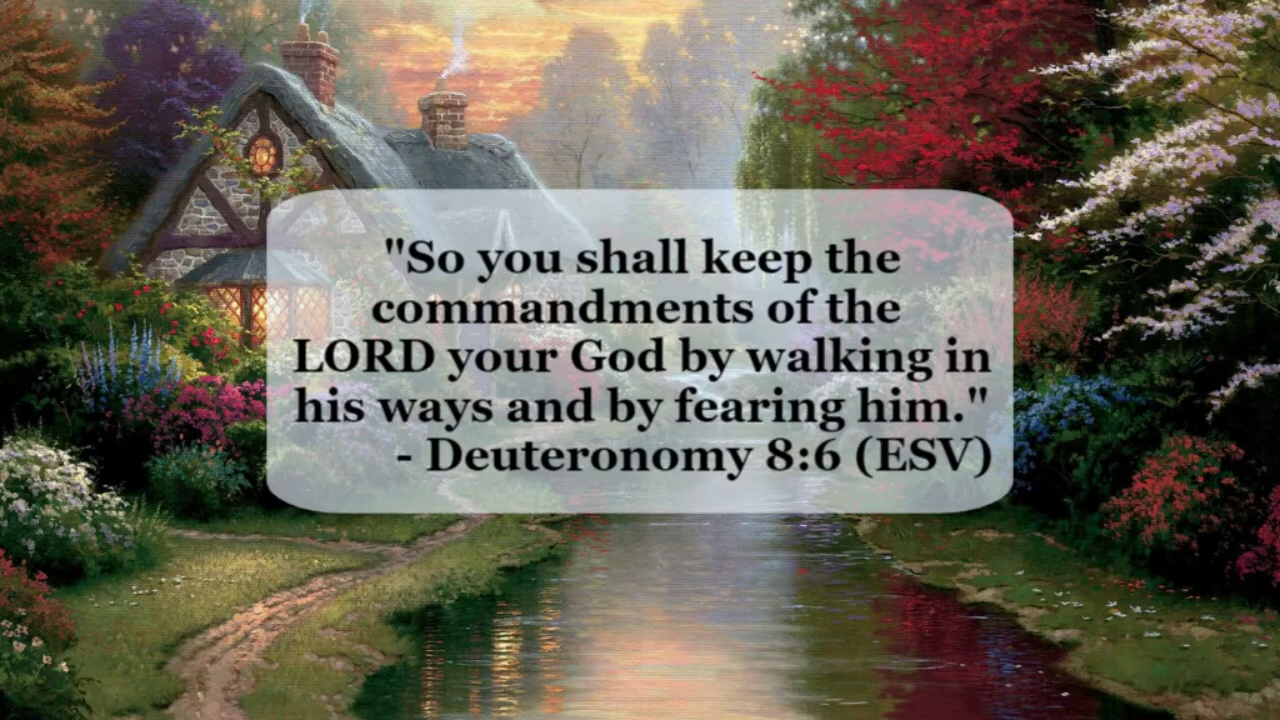 "So you shall keep the
commandments of the
LORD your God by walking in
his ways and by fearing him."
- Deuteronomy 8:6 (ESV)